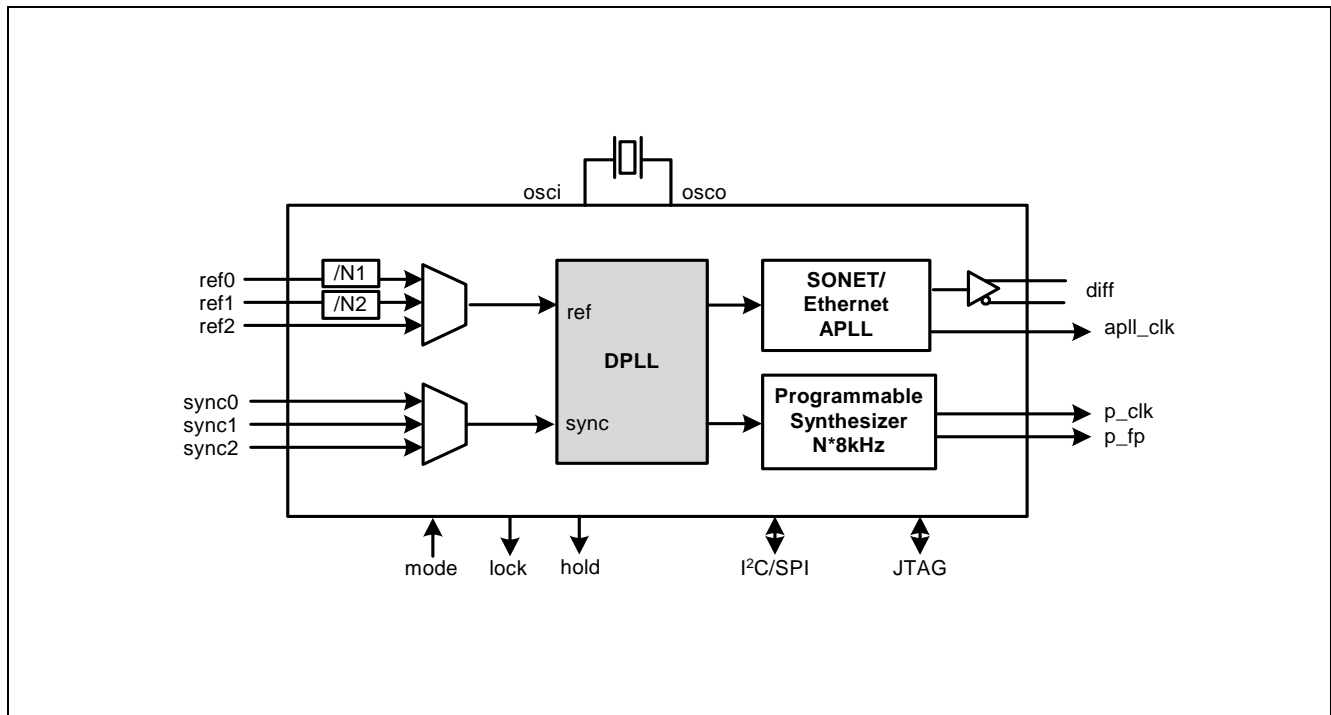 osci
osco
ref0
/N1
ref1
/N2
ref2
ref
DPLL
sync
sync0
sync1
sync2
SONET/
Ethernet
APLL
diff
apll_clk
Programmable
Synthesizer
N*8kHz
p_clk
p_fp
mode
lock
hold
I²C/SPI
JTAG